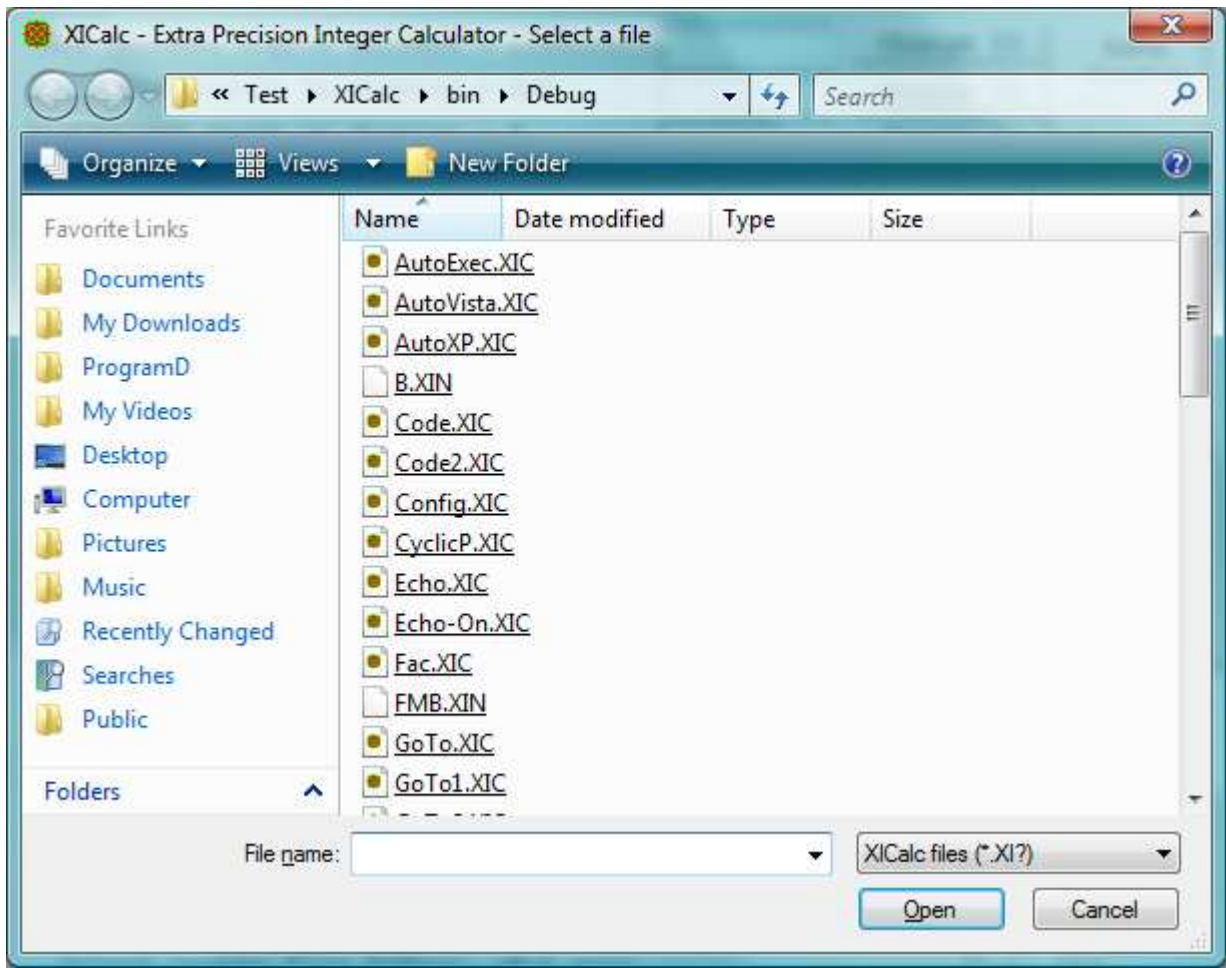 XICalc - Extra Precision Integer Calculator - Select a file
« Test ▸ XICalc ▸ bin ▸ Debug
Search
Organize Views New Folder
Favorite Links
Documents
My Downloads
ProgramD
My Videos
Desktop
Computer
Pictures
Music
Recently Changed
Searches
Public
Folders
Name Date modified Type Size
AutoExec.XIC
AutoVista.XIC
AutoXP.XIC
B.XIN
Code.XIC
Code2.XIC
Config.XIC
CyclicP.XIC
Echo.XIC
Echo-On.XIC
Fac.XIC
FMB.XIN
GoTo.XIC
GoTo1.XIC
File name:
XICalc files (*.XI?)
Open Cancel